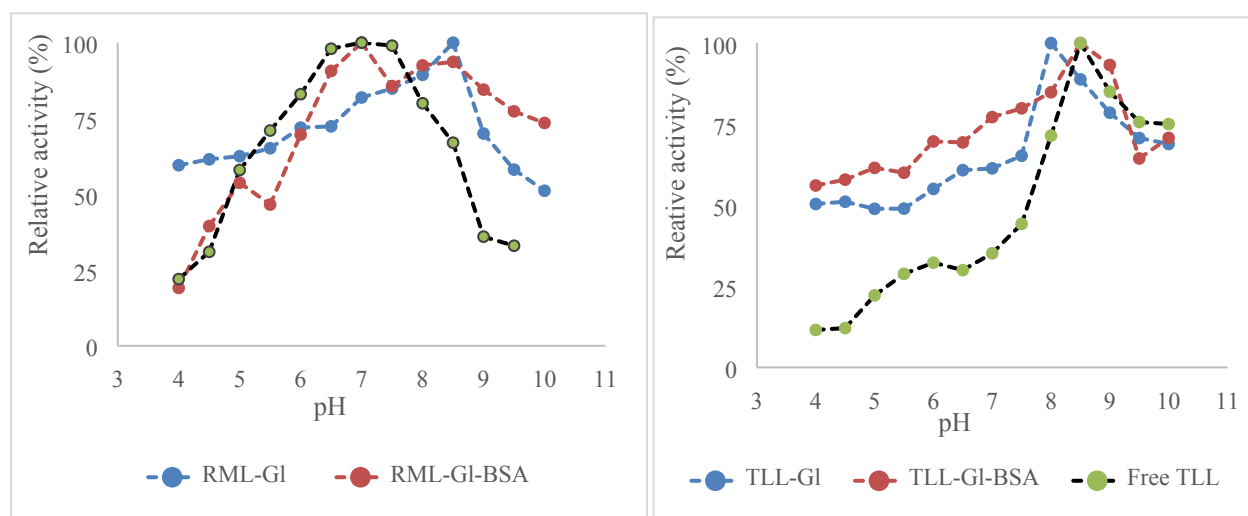 Relative activity (%)
100
75
50
25
0
3 4 5 6 7 8 9 10 11
pH
RML-Gl RML-Gl-BSA
Reative activity (%)
100
75
50
25
0
3 4 5 6 7 8 9 10 11
pH
TLL-Gl TLL-Gl-BSA Free TLL